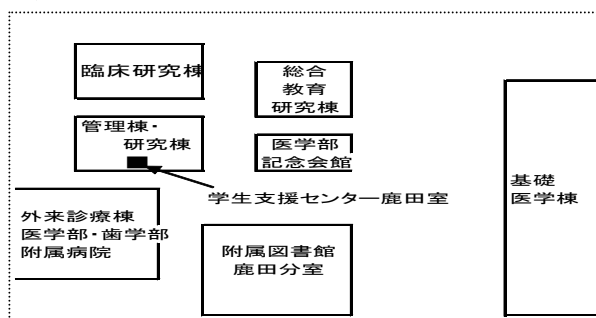 臨床研究棟
総合
教育
研究棟
管理棟・
研究棟
医学部
記念会館
学生支援センター鹿田室
基礎
医学棟
外来診療棟
医学部・歯学部
附属病院
附属図書館
鹿田分室